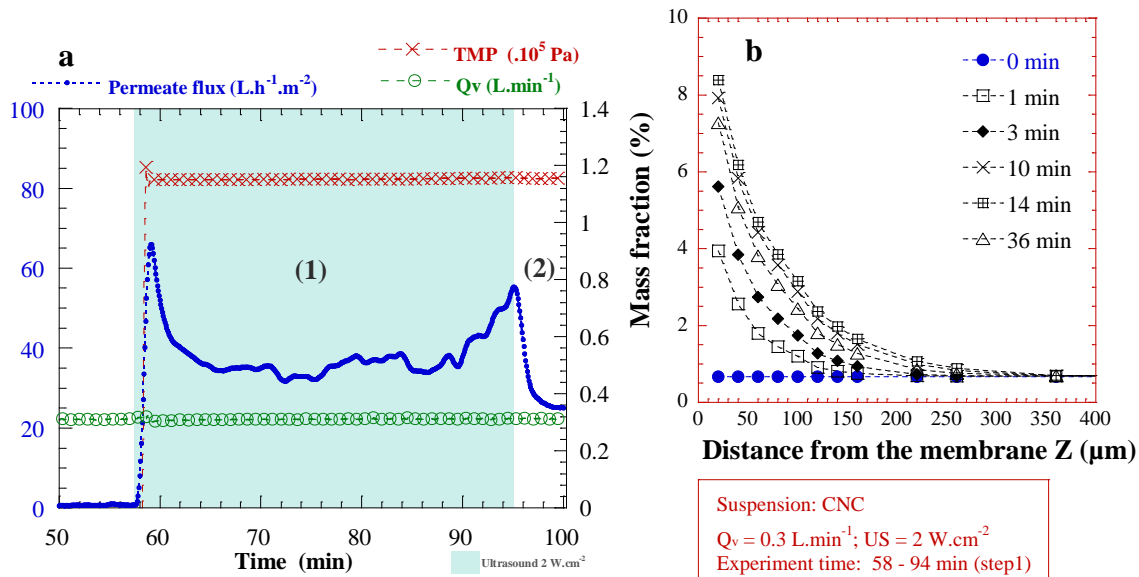 a
TMP (.10⁵ Pa)
Permeate flux (L.h⁻¹.m⁻²)
Qv (L.min⁻¹)
100
80
60
40
20
0
1.4
1.2
1
0.8
0.6
0.4
0.2
0
(1)
(2)
50 60 70 80 90 100
Time (min)
Ultrasound 2 W.cm⁻²
b
Mass fraction (%)
10
8
6
4
2
0
0 min
1 min
3 min
10 min
14 min
36 min
0 50 100 150 200 250 300 350 400
Distance from the membrane Z (µm)
Suspension: CNC
Qv = 0.3 L.min⁻¹; US = 2 W.cm⁻²
Experiment time: 58 - 94 min (step1)